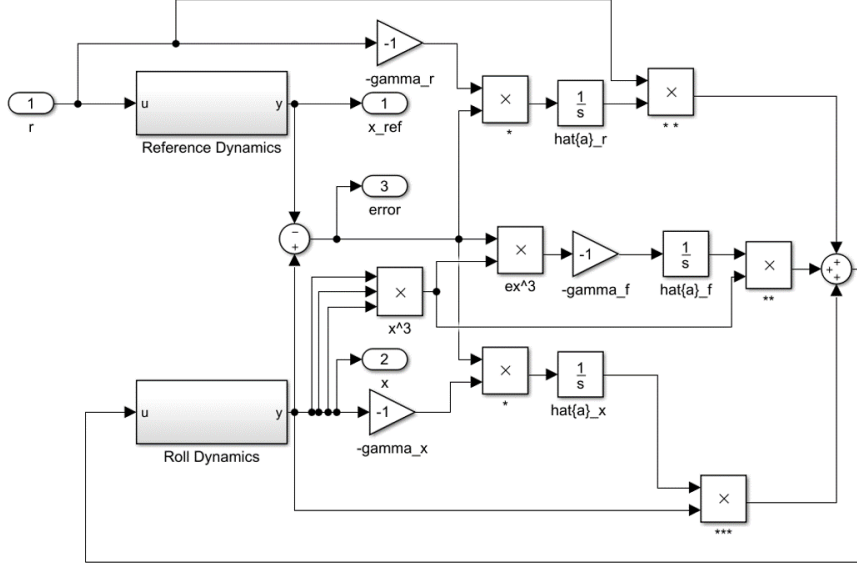 -1
-gamma_r
1
r
u
y
Reference Dynamics
1
x_ref
×
*
1
s
hat{a}_r
×
* *
3
error
−
+
×
ex^3
-1
-gamma_f
1
s
hat{a}_f
×
**
+
+
+
×
x^3
2
x
×
*
1
s
hat{a}_x
u
y
Roll Dynamics
-1
-gamma_x
×
***